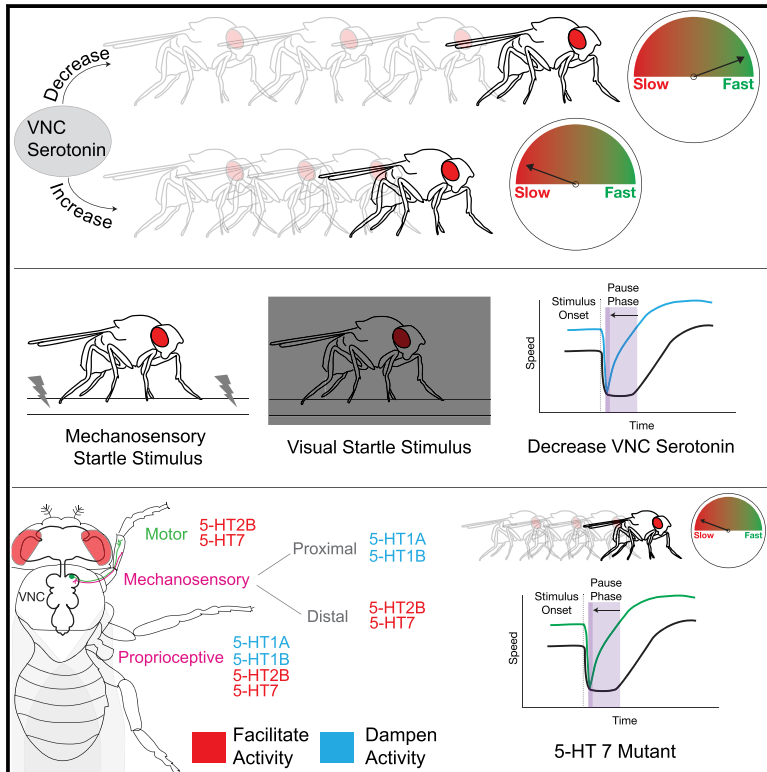 Decrease
VNC
Serotonin
Increase
Slow
Fast
Slow
Fast
Mechanosensory
Startle Stimulus
Visual Startle Stimulus
Stimulus
Onset
Pause
Phase
Speed
Time
Decrease VNC Serotonin
VNC
Motor
5-HT2B
5-HT7
Mechanosensory
Proximal
5-HT1A
5-HT1B
Distal
5-HT2B
5-HT7
Proprioceptive
5-HT1A
5-HT1B
5-HT2B
5-HT7
Facilitate
Activity
Dampen
Activity
Slow
Fast
Stimulus
Onset
Pause
Phase
Speed
Time
5-HT 7 Mutant